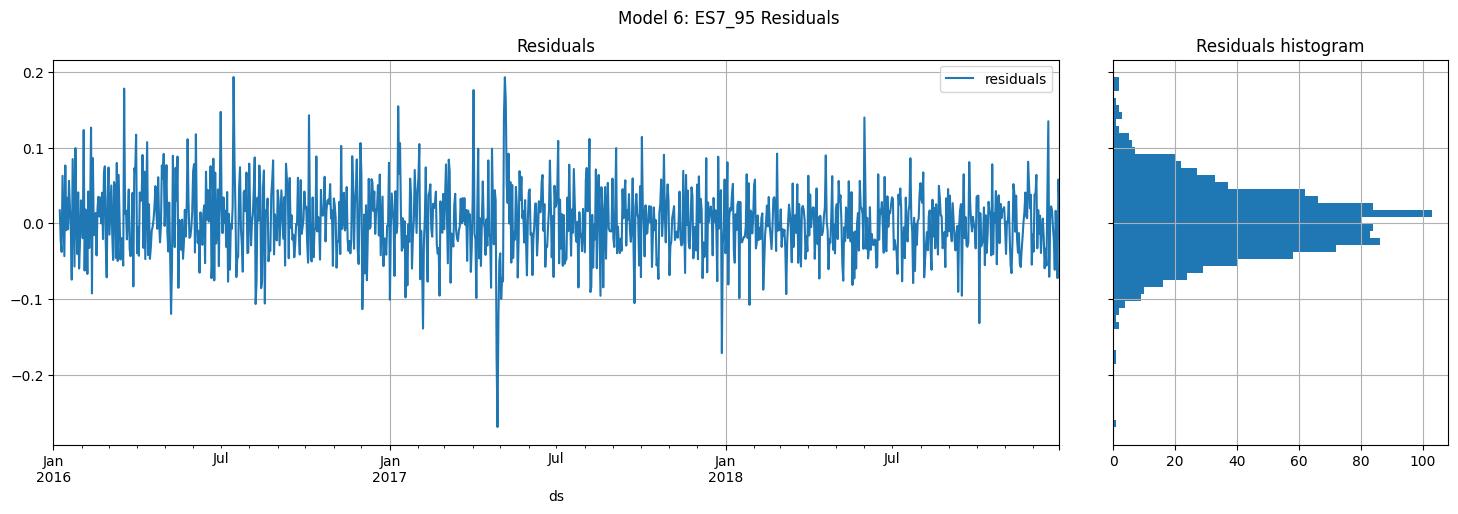 Model 6: ES7_95 Residuals
Residuals
Residuals histogram
residuals
0.2
0.1
0.0
−0.1
−0.2
Jan
2016
Jul
Jan
2017
Jul
Jan
2018
Jul
ds
0
20
40
60
80
100